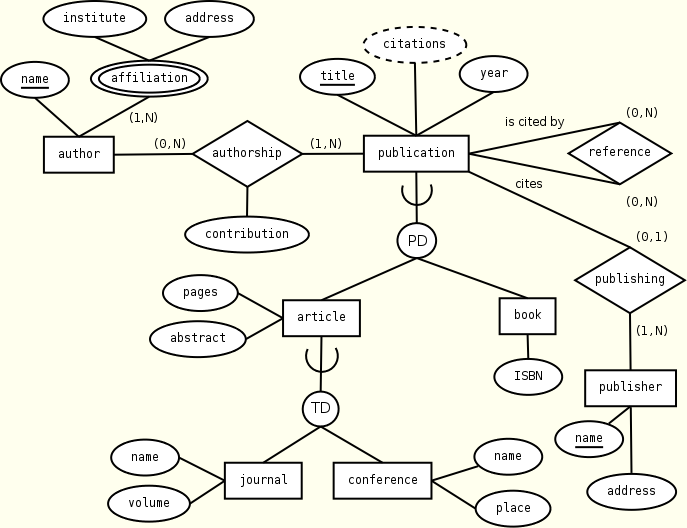 institute
address
citations
name
affiliation
title
year
(1,N)
(0,N)
is cited by
author
(0,N)
authorship
(1,N)
publication
reference
cites
(0,N)
contribution
PD
(0,1)
publishing
pages
article
book
abstract
(1,N)
ISBN
publisher
TD
name
name
name
journal
conference
address
volume
place